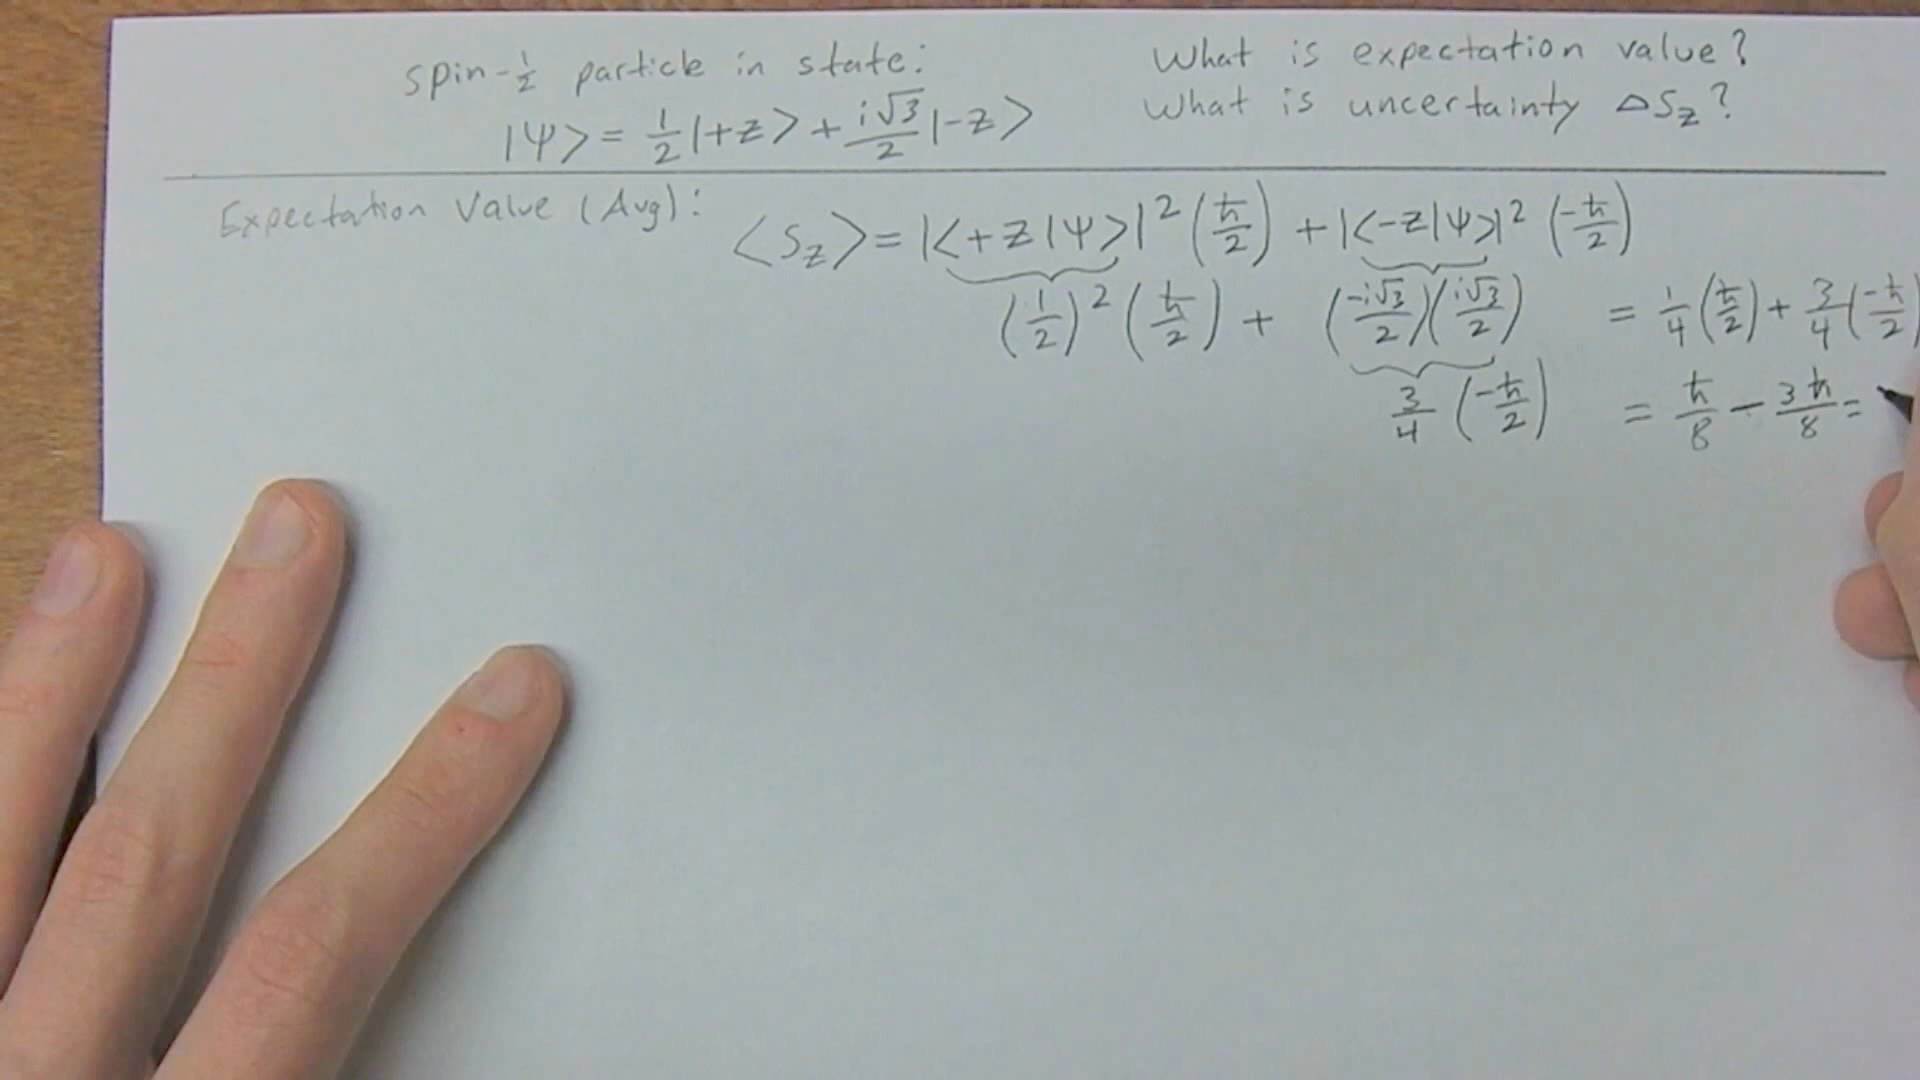 spin-½ particle in state:
|ψ> = 1/2 |+z> + i√3/2 |-z>
What is expectation value?
What is uncertainty ΔSz?
Expectation Value (Avg):
<Sz> = |<+z|ψ>|² (ħ/2) + |<-z|ψ>|² (-ħ/2)
(1/2)² (ħ/2) + (-i√3/2)(i√3/2) = 1/4 (ħ/2) + 3/4 (-ħ/2)
3/4 (-ħ/2) = ħ/8 - 3ħ/8 =